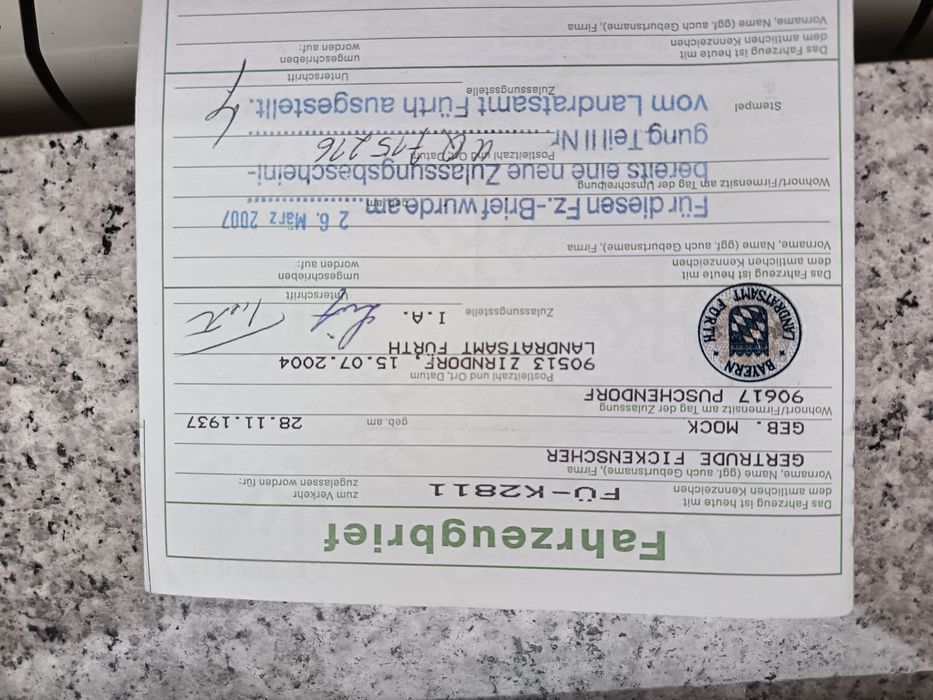 Fahrzeugbrief
Das Fahrzeug ist heute mit
dem amtlichen Kennzeichen
FÜ-K2811
zum Verkehr
zugelassen worden für:
Vorname, Name (ggf. auch Geburtsname), Firma
GERTRUDE FICKENSCHER
GEB. MOCK
geb. am
28.11.1937
Wohnort/Firmensitz am Tag der Zulassung
90617 PUSCHENDORF
Postleitzahl und Ort, Datum
90513 ZIRNDORF, 15.07.2004
LANDRATSAMT FÜRTH
Zulassungsstelle
I.A.
Unterschrift
BAYERN
LANDRATSAMT FÜRTH
Das Fahrzeug ist heute mit
dem amtlichen Kennzeichen
umgeschrieben
worden auf:
Vorname, Name (ggf. auch Geburtsname), Firma
Für diesen Fz.-Brief wurde am
26. März 2007
geb. am
Wohnort/Firmensitz am Tag der Umschreibung
bereits eine neue Zulassungsbescheini-
Postleitzahl und Ort, Datum
gung Teil II Nr
715216
Stempel
vom Landratsamt Fürth ausgestellt.
Zulassungsstelle
Unterschrift
Das Fahrzeug ist heute mit
dem amtlichen Kennzeichen
umgeschrieben
worden auf:
Vorname, Name (ggf. auch Geburtsname), Firma